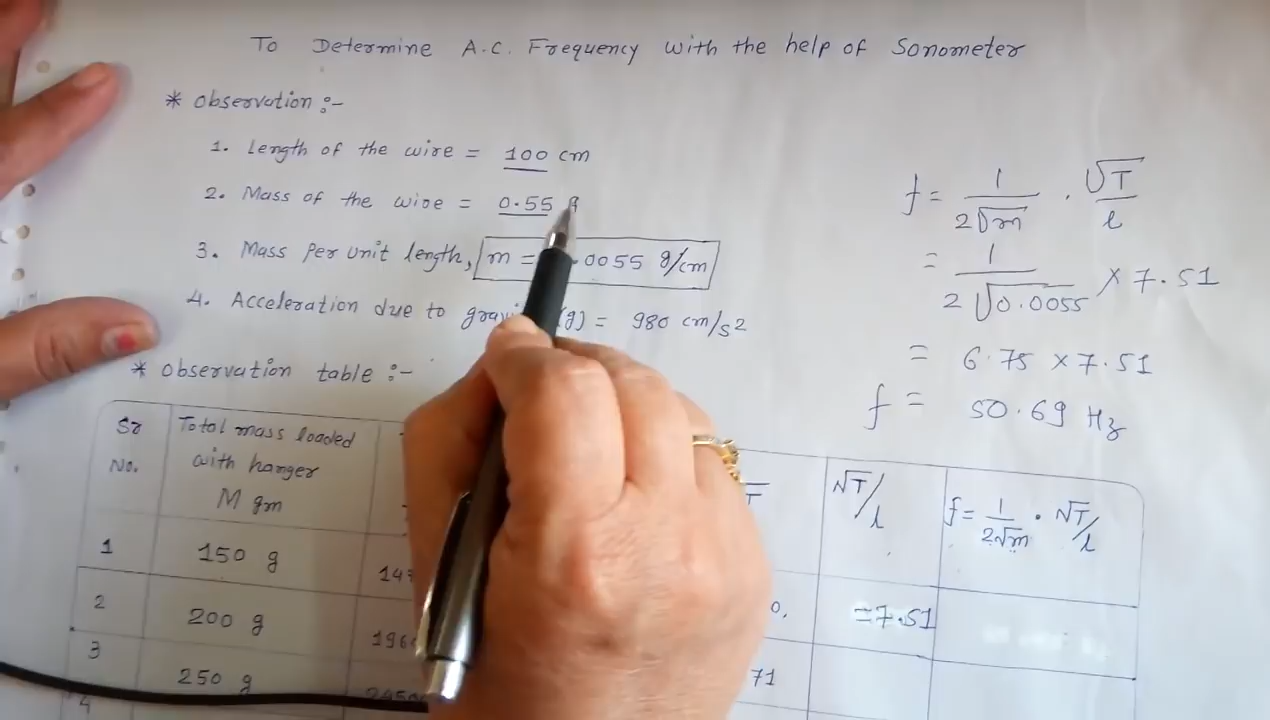 To Determine A.C. Frequency with the help of Sonometer
* Observation :-
1. Length of the wire = 100 cm
2. Mass of the wire = 0.55 g
3. Mass Per Unit length, m = .0055 g/cm
4. Acceleration due to (g) = 980 cm/s2
f = 1/2√m . √T/l
= 1/2√0.0055 × 7.51
= 6.75 × 7.51
f = 50.69 Hz
* Observation table :-
Sr No.
Total mass loaded with hanger M gm
√T/l
f = 1/2√m . √T/l
1 150 g
2 200 g =7.51
3 250 g 71
4